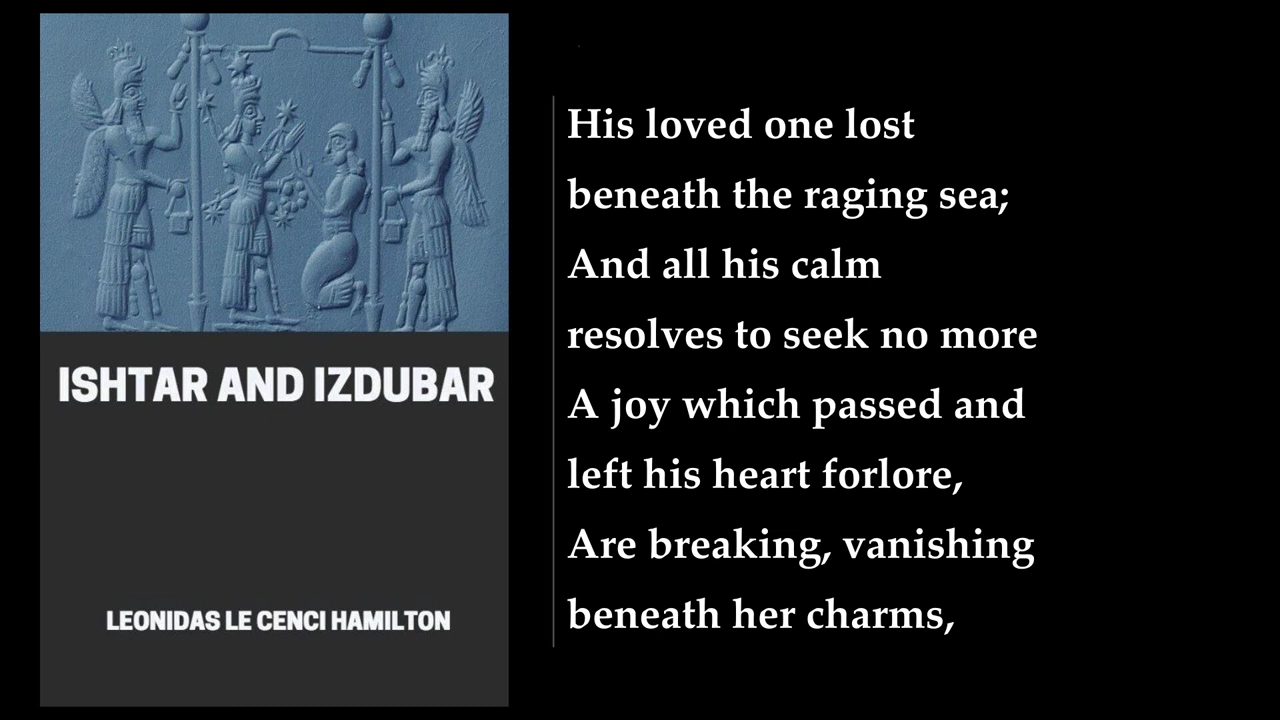 ISHTAR AND IZDUBAR
LEONIDAS LE CENCI HAMILTON
His loved one lost
beneath the raging sea;
And all his calm
resolves to seek no more
A joy which passed and
left his heart forlore,
Are breaking, vanishing
beneath her charms,